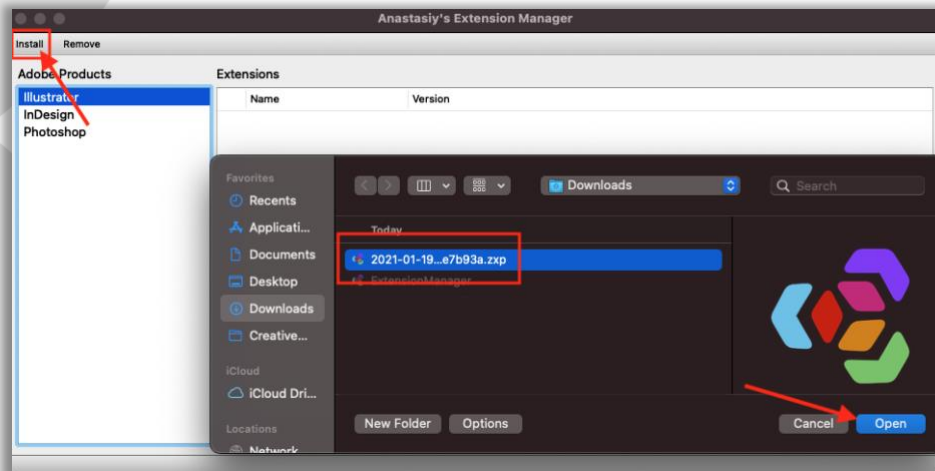 Anastasiy's Extension Manager
Install Remove
Adobe Products Extensions
Illustrator Name Version
InDesign
Photoshop
Favorites
Downloads Search
Recents
Applicati... Today
Documents 2021-01-19...e7b93a.zxp
ExtensionManager
Desktop
Downloads
Creative...
iCloud
iCloud Dri...
New Folder Options Cancel Open
Locations
Network